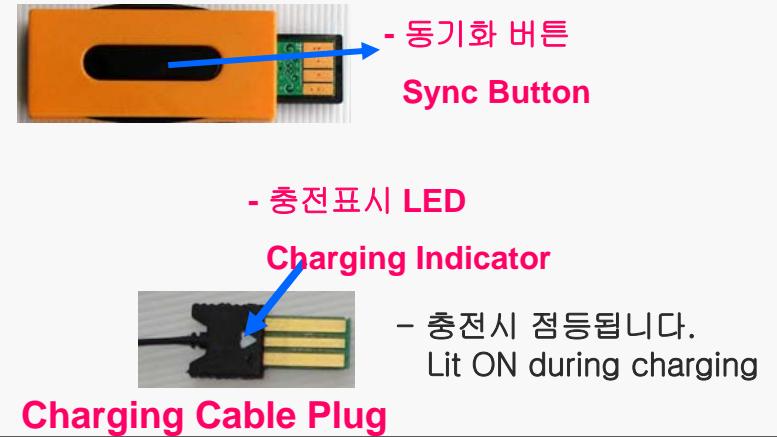 - 동기화 버튼
Sync Button
- 충전표시 LED
Charging Indicator
- 충전시 점등됩니다.
Lit ON during charging
Charging Cable Plug